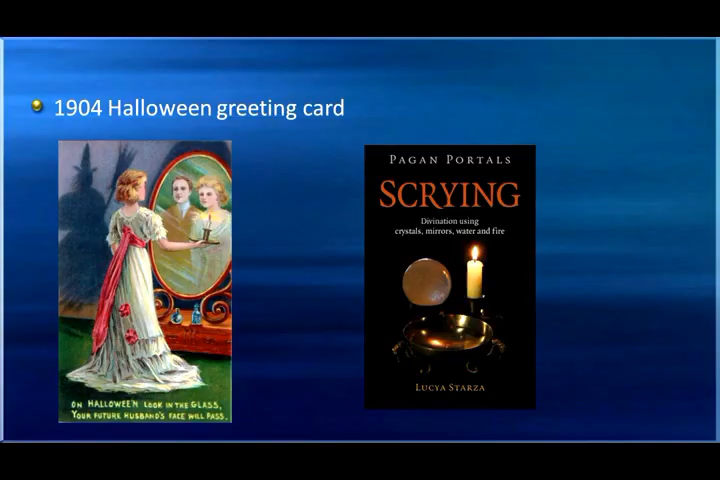 1904 Halloween greeting card
ON HALLOWE'N LOOK IN THE GLASS,
YOUR FUTURE HUSBAND'S FACE WILL PASS.
PAGAN PORTALS
SCRYING
Divination using
crystals, mirrors, water and fire
LUCYA STARZA